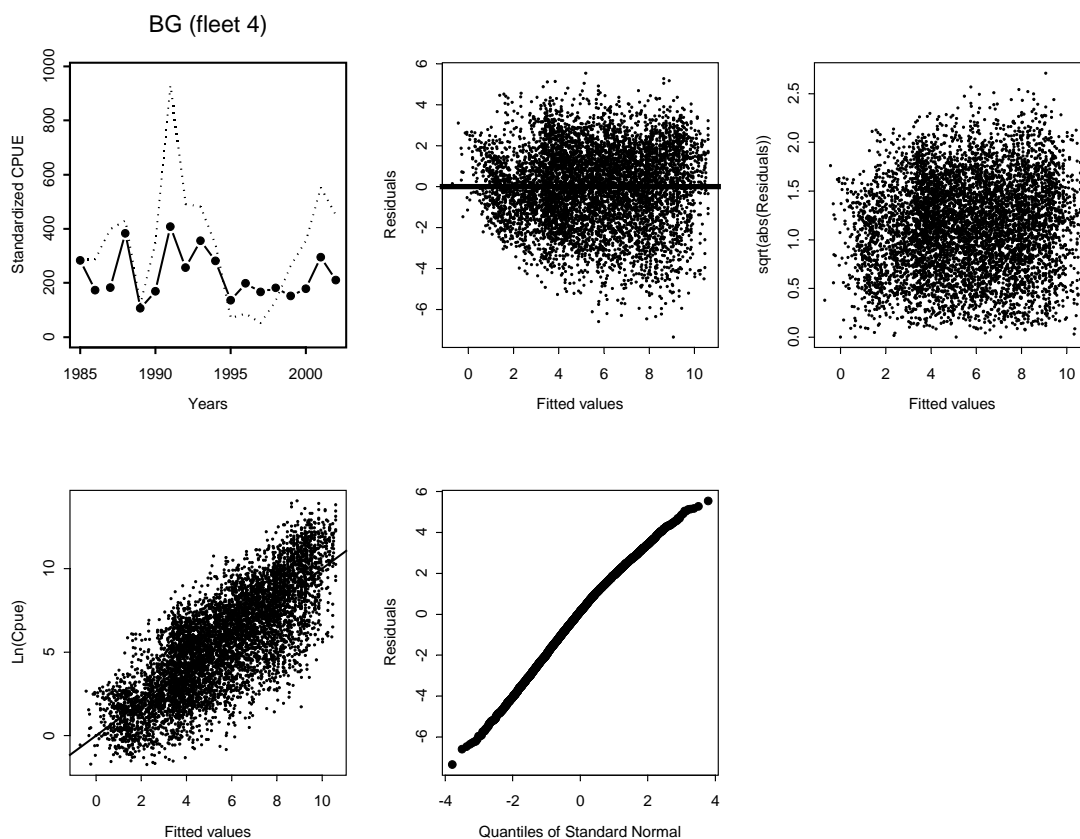 BG (fleet 4)
Standardized CPUE
0 200 400 600 800 1000
1985 1990 1995 2000
Years
Residuals
-6 -4 -2 0 2 4 6
0 2 4 6 8 10
Fitted values
sqrt(abs(Residuals))
0.0 0.5 1.0 1.5 2.0 2.5
0 2 4 6 8 10
Fitted values
Ln(Cpue)
0 5 10
0 2 4 6 8 10
Fitted values
Residuals
-6 -4 -2 0 2 4 6
-4 -2 0 2 4
Quantiles of Standard Normal